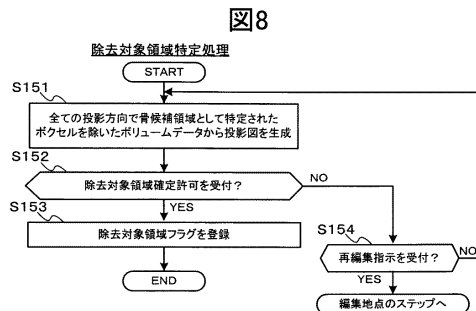 図8
除去対象領域特定処理
START
S151
全ての投影方向で骨候補領域として特定された
ボクセルを除いたボリュームデータから投影図を生成
S152
除去対象領域確定許可を受付?
NO
YES
S153
除去対象領域フラグを登録
END
S154
再編集指示を受付?
NO
YES
編集地点のステップへ